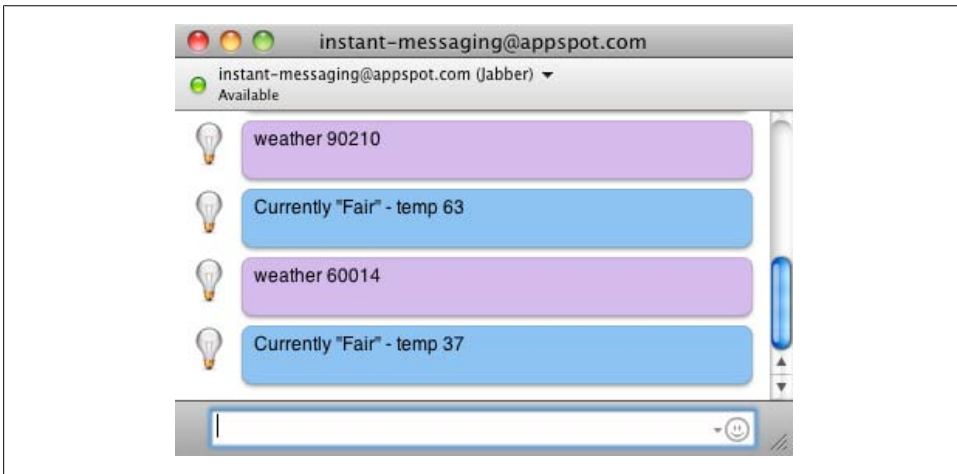 instant-messaging@appspot.com
instant-messaging@appspot.com (Jabber)
Available
weather 90210
Currently "Fair" - temp 63
weather 60014
Currently "Fair" - temp 37